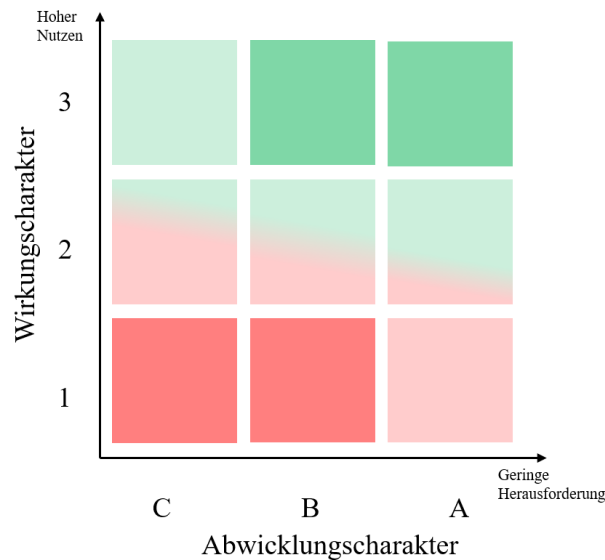 Hoher
Nutzen
3
Wirkungscharakter
2
1
Geringe
Herausforderung
C B A
Abwicklungscharakter